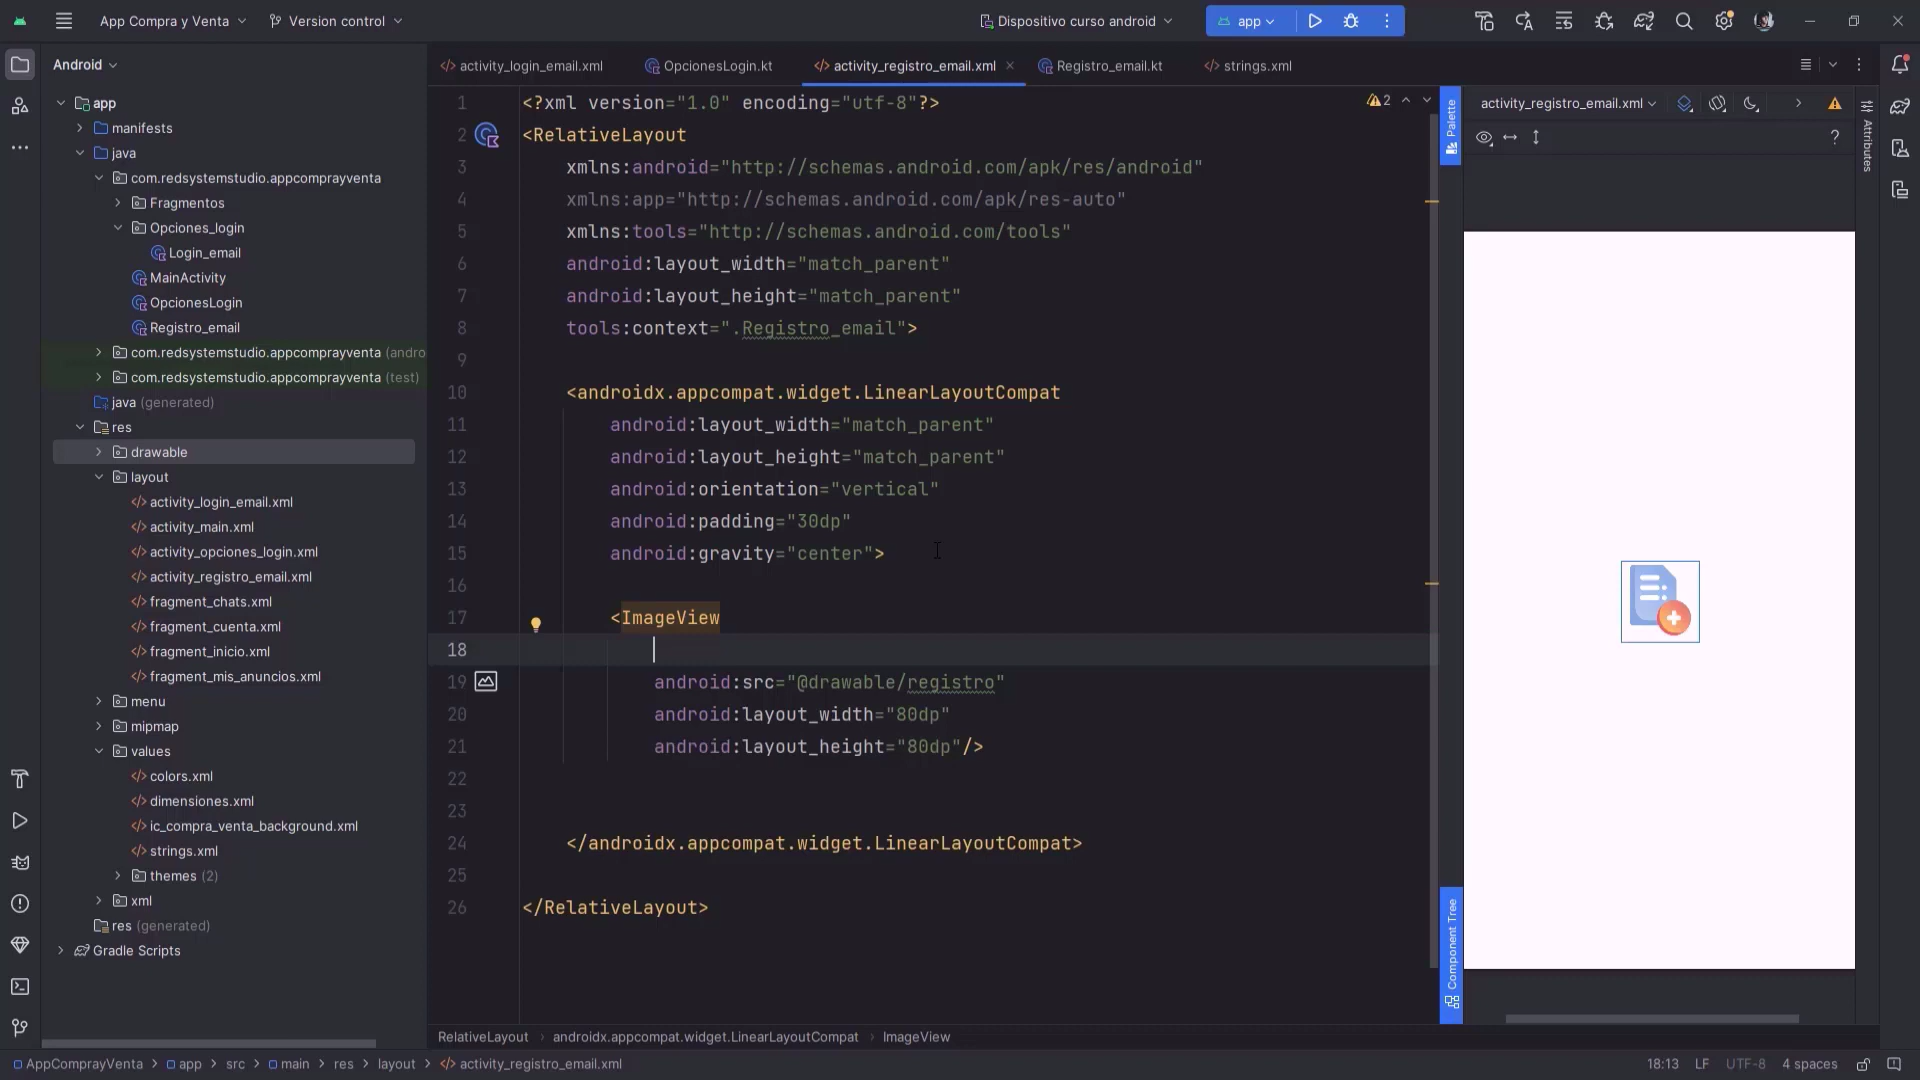 App Compra y Venta
Version control
Dispositivo curso android
app
Android
app
manifests
java
com.redsystemstudio.appcomprayventa
Fragmentos
Opciones_login
Login_email
MainActivity
OpcionesLogin
Registro_email
com.redsystemstudio.appcomprayventa (andro
com.redsystemstudio.appcomprayventa (test)
java (generated)
res
drawable
layout
activity_login_email.xml
activity_main.xml
activity_opciones_login.xml
activity_registro_email.xml
fragment_chats.xml
fragment_cuenta.xml
fragment_inicio.xml
fragment_mis_anuncios.xml
menu
mipmap
values
colors.xml
dimensiones.xml
ic_compra_venta_background.xml
strings.xml
themes (2)
xml
res (generated)
Gradle Scripts
activity_login_email.xml
OpcionesLogin.kt
activity_registro_email.xml
Registro_email.kt
strings.xml
2
1 <?xml version="1.0" encoding="utf-8"?>
2 <RelativeLayout
3 xmlns:android="http://schemas.android.com/apk/res/android"
4 xmlns:app="http://schemas.android.com/apk/res-auto"
5 xmlns:tools="http://schemas.android.com/tools"
6 android:layout_width="match_parent"
7 android:layout_height="match_parent"
8 tools:context=".Registro_email">
9
10 <androidx.appcompat.widget.LinearLayoutCompat
11 android:layout_width="match_parent"
12 android:layout_height="match_parent"
13 android:orientation="vertical"
14 android:padding="30dp"
15 android:gravity="center">
16
17 <ImageView
18
19 android:src="@drawable/registro"
20 android:layout_width="80dp"
21 android:layout_height="80dp"/>
22
23
24 </androidx.appcompat.widget.LinearLayoutCompat>
25
26 </RelativeLayout>
Palette
Component Tree
activity_registro_email.xml
Attributes
RelativeLayout
androidx.appcompat.widget.LinearLayoutCompat
ImageView
AppComprayVenta
app
src
main
res
layout
activity_registro_email.xml
18:13
LF
UTF-8
4 spaces